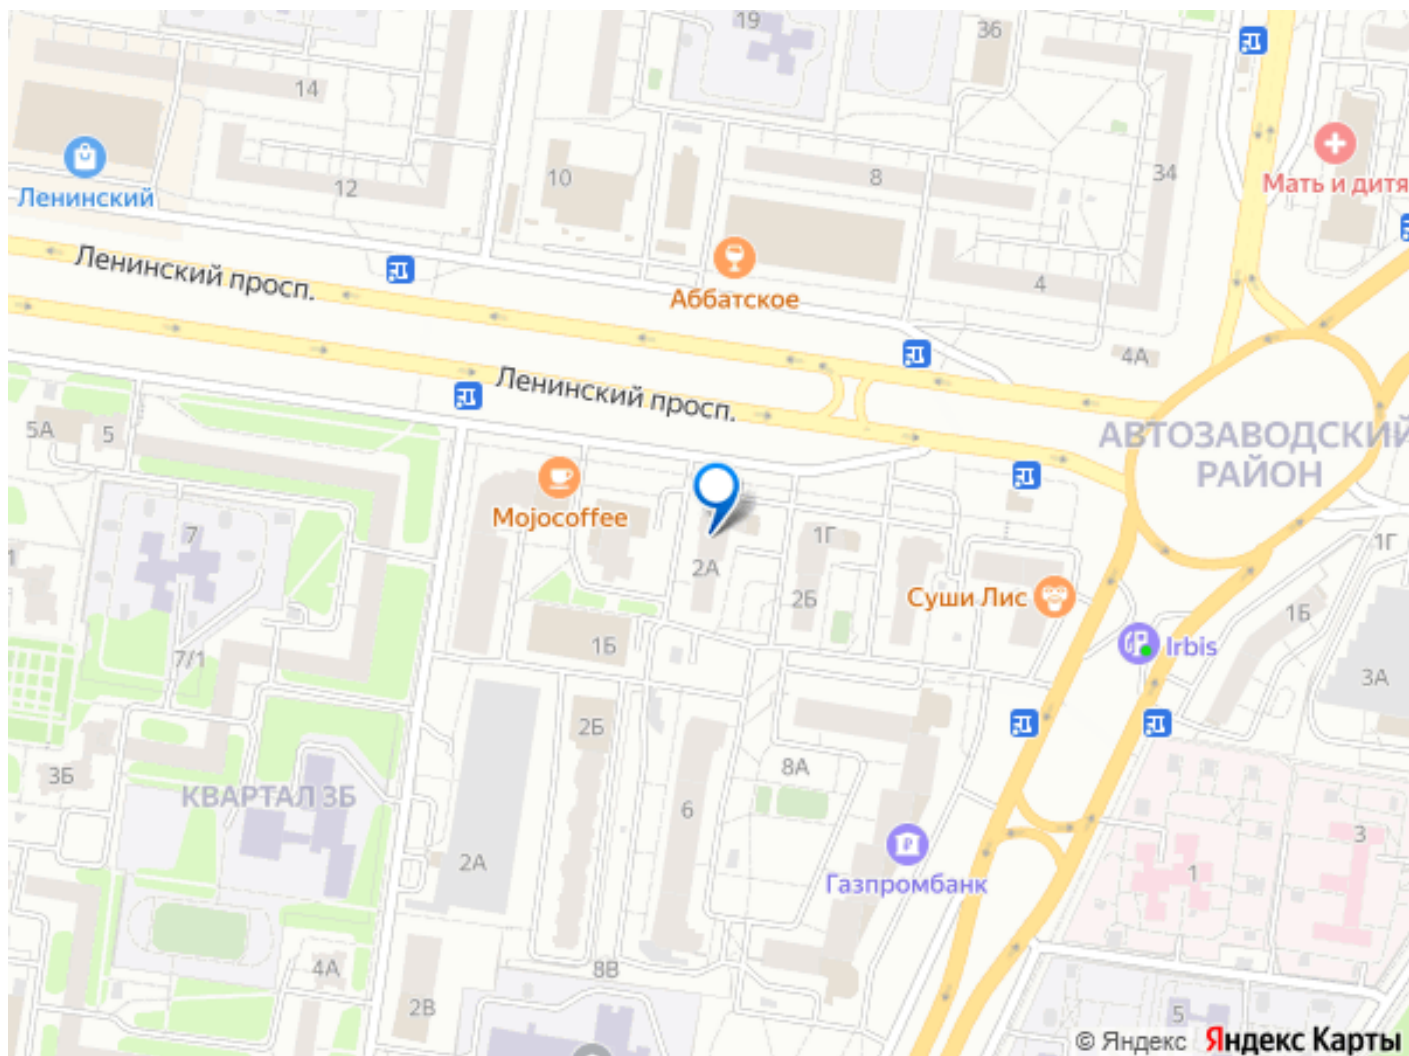 19
36
14
34
Мать и дитя
Ленинский
12
10
8
Ленинский просп.
Аббатское
4
4А
Ленинский просп.
5А
5
АВТОЗАВОДСКИЙ
РАЙОН
Mojocoffee
7
1Г
1Г
2А
2Б
Суши Лис
1Б
1
7/1
1Б
Irbis
3А
2Б
3Б
КВАРТАЛ 3Б
8А
6
3
2А
1
Газпромбанк
4А
8В
2В
5
© Яндекс Яндекс Карты